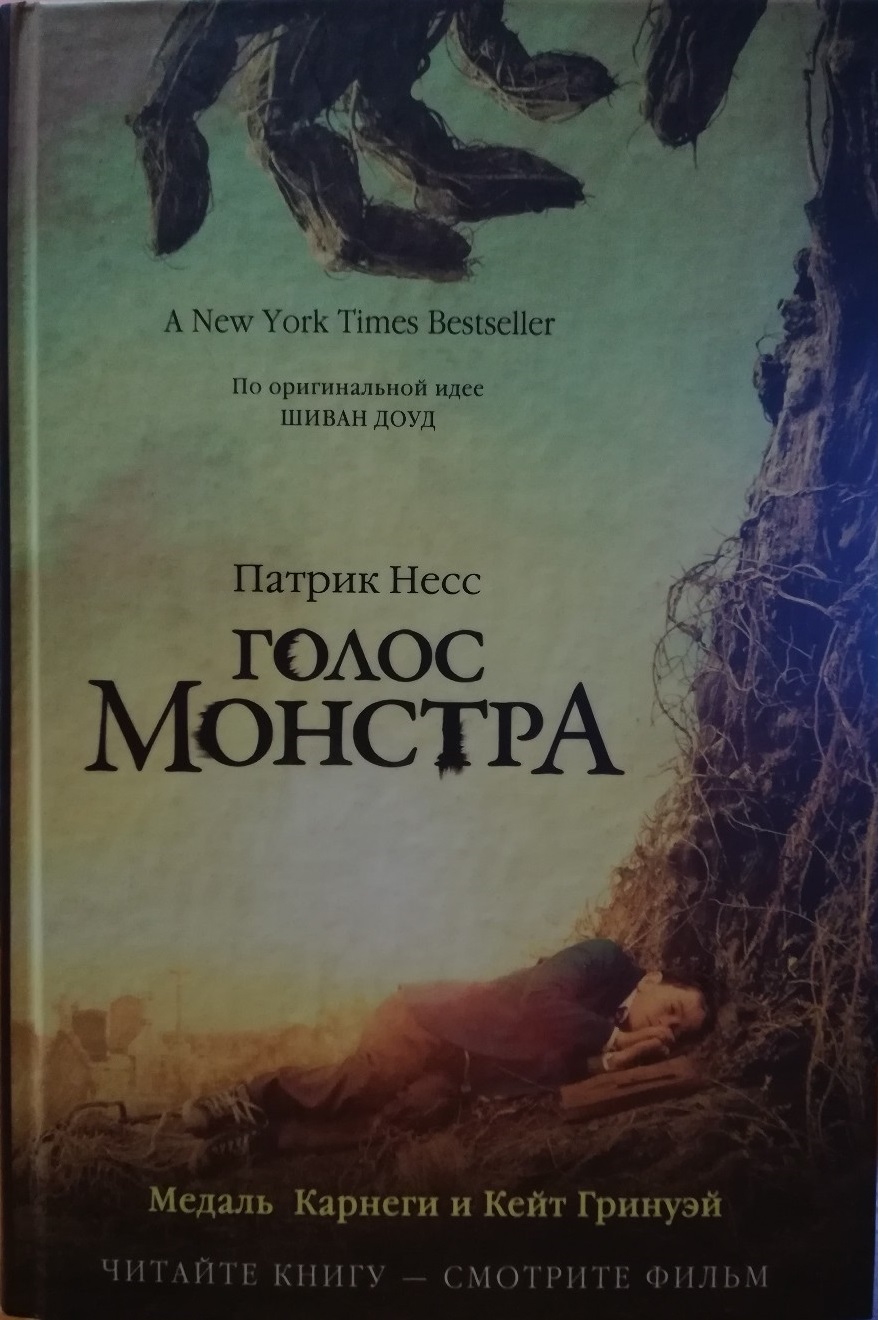 A New York Times Bestseller
По оригинальной идее
ШИВАН ДОУД
Патрик Несс
ГОЛОС
МОНСТРА
Медаль Карнеги и Кейт Гринуэй
ЧИТАЙТЕ КНИГУ — СМОТРИТЕ ФИЛЬМ